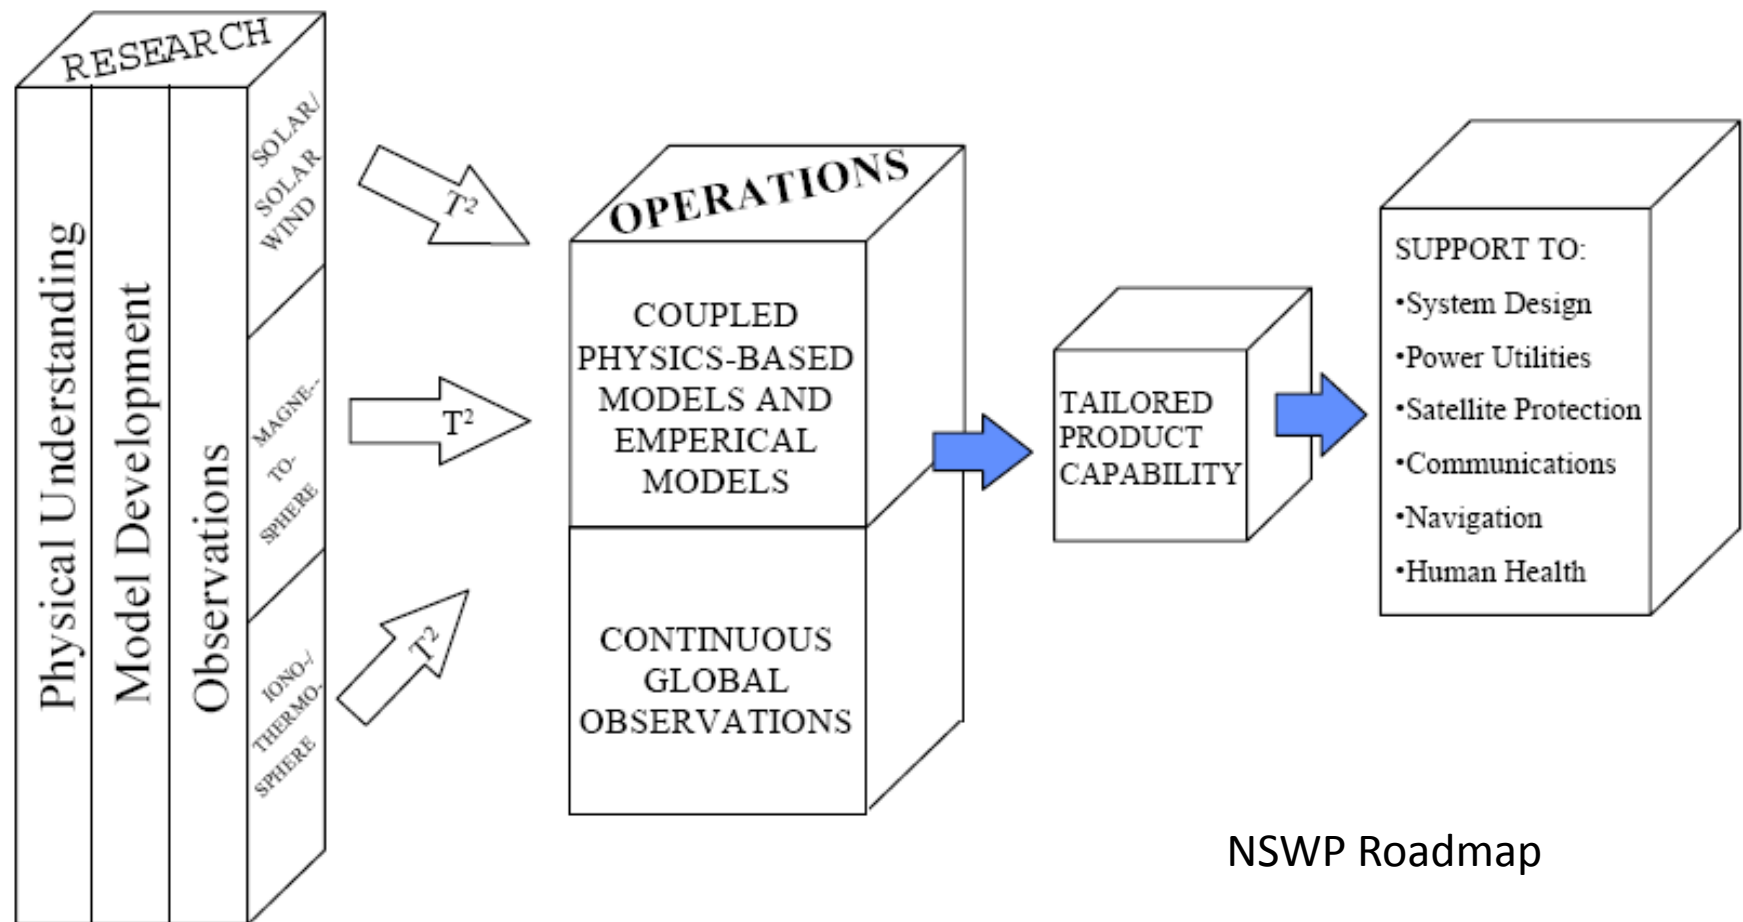 RESEARCH
Physical Understanding
Model Development
Observations
SOLAR/
SOLAR
WIND
MAGNE--
TO-
SPHERE
IONO-/
THERMO-
SPHERE
T²
T²
T²
OPERATIONS
COUPLED
PHYSICS-BASED
MODELS AND
EMPERICAL
MODELS
CONTINUOUS
GLOBAL
OBSERVATIONS
TAILORED
PRODUCT
CAPABILITY
SUPPORT TO:
•System Design
•Power Utilities
•Satellite Protection
•Communications
•Navigation
•Human Health
NSWP Roadmap